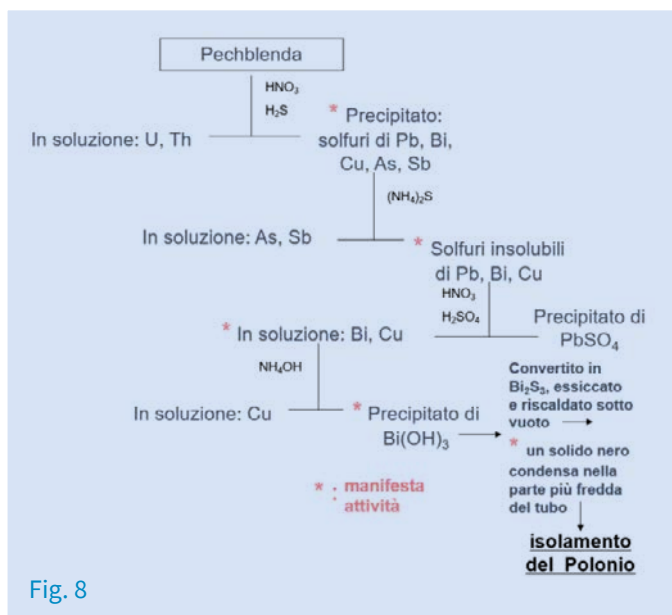 Pechblenda
HNO₃
H₂S
In soluzione: U, Th
* Precipitato:
solfuri di Pb, Bi,
Cu, As, Sb
(NH₄)₂S
In soluzione: As, Sb
* Solfuri insolubili
di Pb, Bi, Cu
HNO₃
H₂SO₄
* In soluzione: Bi, Cu
Precipitato di
PbSO₄
NH₄OH
In soluzione: Cu
* Precipitato di
Bi(OH)₃
Convertito in
Bi₂S₃, essiccato
e riscaldato sotto
vuoto
* un solido nero
condensa nella
parte più fredda
del tubo
* : manifesta
attività
isolamento
del Polonio
Fig. 8